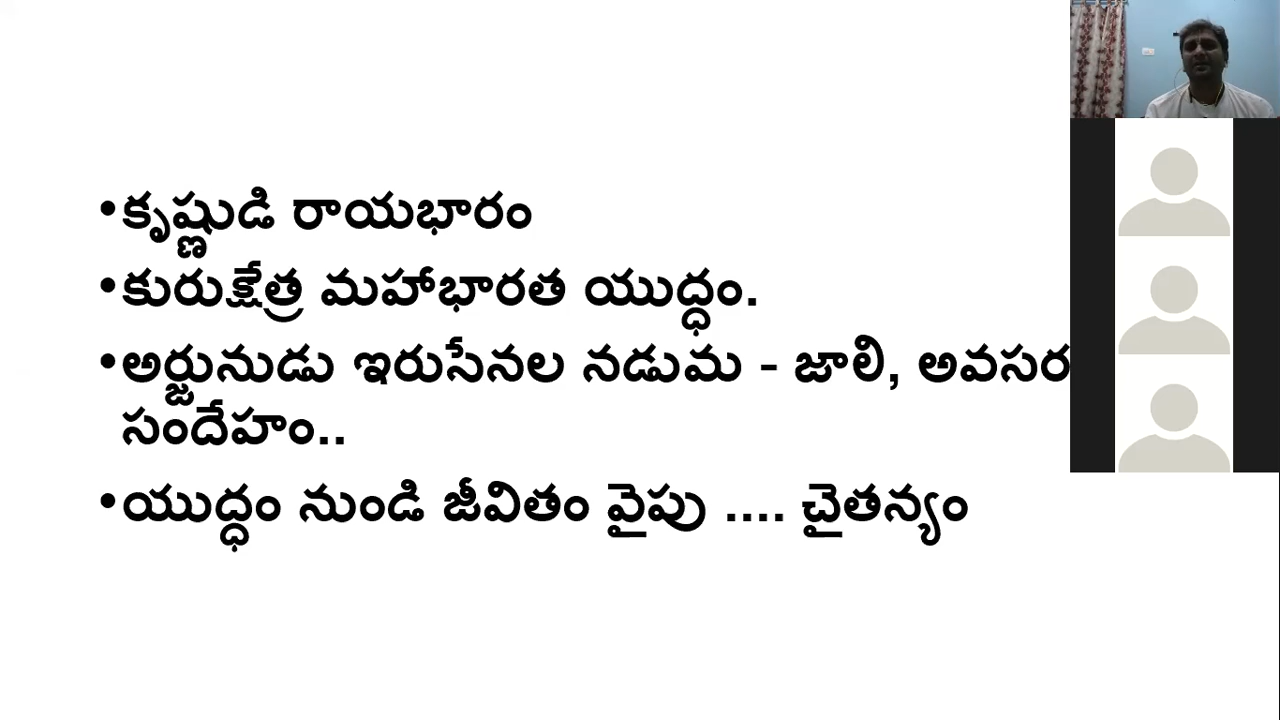 •కృష్ణుడి రాయభారం
•కురుక్షేత్ర మహాభారత యుద్ధం.
•అర్జునుడు ఇరుసేనల నడుమ - జాలి, అవసర
సందేహం..
•యుద్ధం నుండి జీవితం వైపు .... చైతన్యం